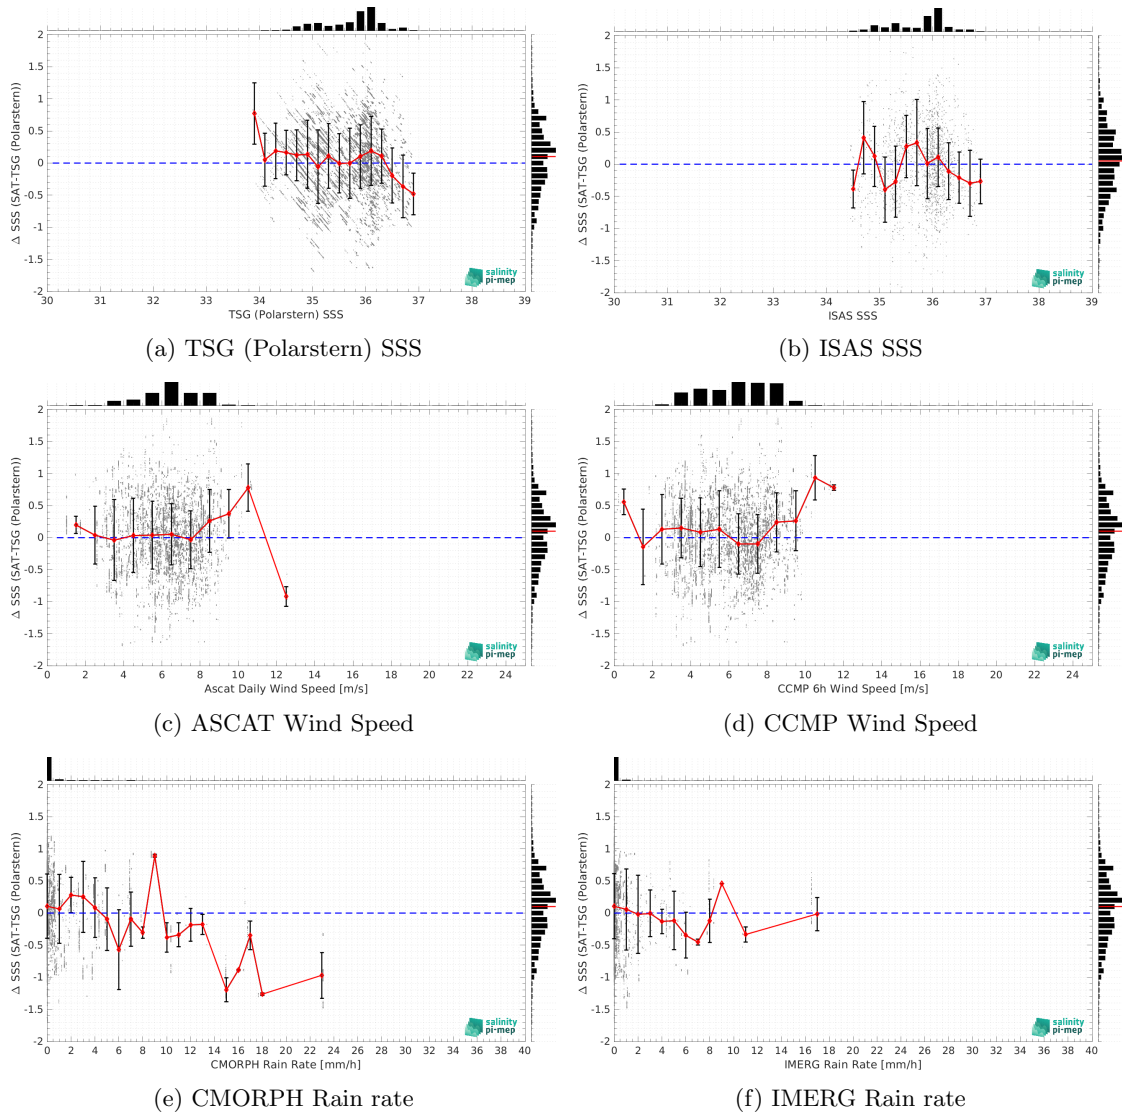 2
1.5
1
0.5
0
-0.5
-1
-1.5
-2
Δ SSS (SAT-TSG (Polarstern))
30 31 32 33 34 35 36 37 38 39
TSG (Polarstern) SSS
salinity
pi-mep
(a) TSG (Polarstern) SSS
2
1.5
1
0.5
0
-0.5
-1
-1.5
-2
Δ SSS (SAT-TSG (Polarstern))
30 31 32 33 34 35 36 37 38 39
ISAS SSS
salinity
pi-mep
(b) ISAS SSS
2
1.5
1
0.5
0
-0.5
-1
-1.5
-2
Δ SSS (SAT-TSG (Polarstern))
0 2 4 6 8 10 12 14 16 18 20 22 24
Ascat Daily Wind Speed [m/s]
salinity
pi-mep
(c) ASCAT Wind Speed
2
1.5
1
0.5
0
-0.5
-1
-1.5
-2
Δ SSS (SAT-TSG (Polarstern))
0 2 4 6 8 10 12 14 16 18 20 22 24
CCMP 6h Wind Speed [m/s]
salinity
pi-mep
(d) CCMP Wind Speed
2
1.5
1
0.5
0
-0.5
-1
-1.5
-2
Δ SSS (SAT-TSG (Polarstern))
0 2 4 6 8 10 12 14 16 18 20 22 24 26 28 30 32 34 36 38 40
CMORPH Rain Rate [mm/h]
salinity
pi-mep
(e) CMORPH Rain rate
2
1.5
1
0.5
0
-0.5
-1
-1.5
-2
Δ SSS (SAT-TSG (Polarstern))
0 2 4 6 8 10 12 14 16 18 20 22 24 26 28 30 32 34 36 38 40
IMERG Rain Rate [mm/h]
salinity
pi-mep
(f) IMERG Rain rate